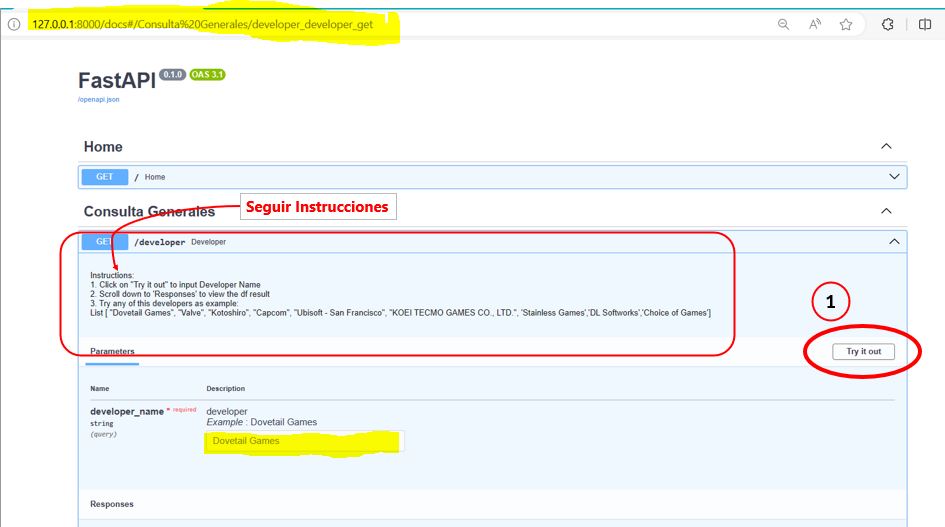 127.0.0.1:8000/docs#/Consulta%20Generales/developer_developer_get
FastAPI 0.1.0 OAS 3.1
/openapi.json
Home
GET / Home
Consulta Generales
Seguir Instrucciones
GET /developer Developer
Instructions:
1. Click on "Try it out" to input Developer Name
2. Scroll down to 'Responses' to view the df result
3. Try any of this developers as example:
List [ "Dovetail Games", "Valve", "Kotoshiro", "Capcom", "Ubisoft - San Francisco", "KOEI TECMO GAMES CO., LTD.", 'Stainless Games','DL Softworks','Choice of Games']
1
Parameters
Try it out
Name Description
developer_name * required developer
string Example : Dovetail Games
(query) Dovetail Games
Responses